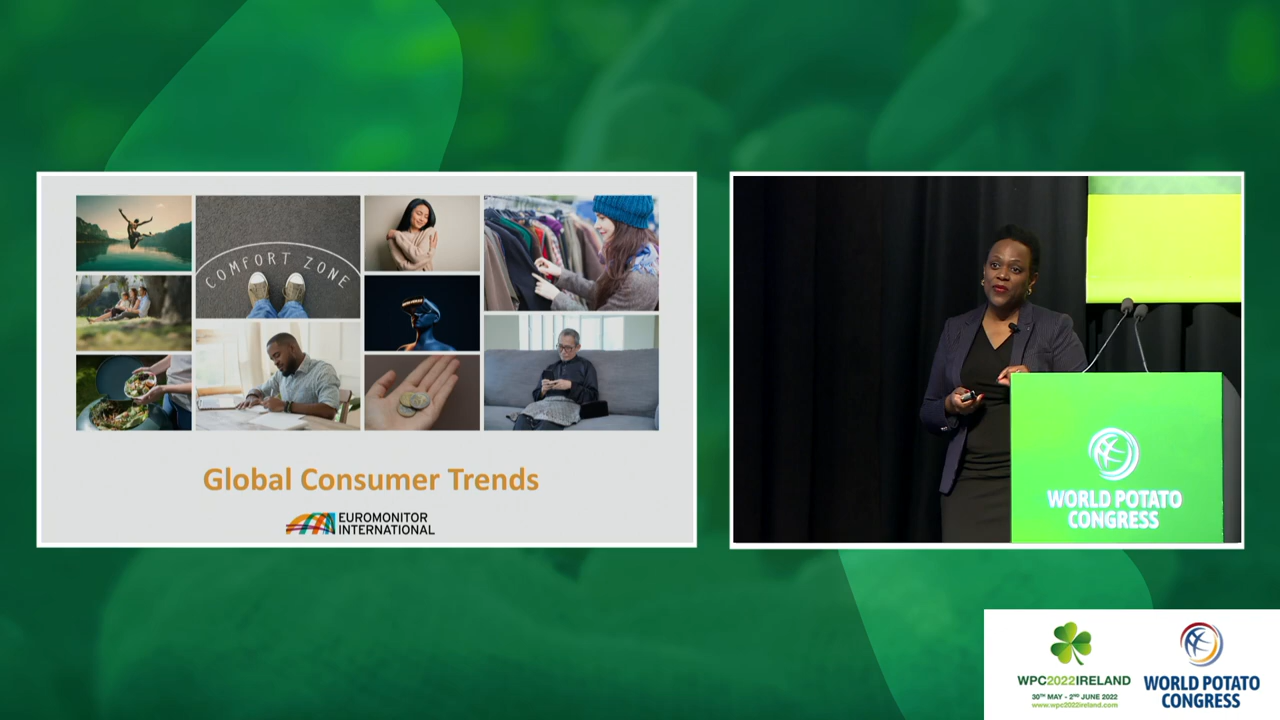 COMFORT ZONE
Global Consumer Trends
EUROMONITOR
INTERNATIONAL
WORLD POTATO
CONGRESS
WPC2022IRELAND
30TH MAY - 2ND JUNE 2022
www.wpc2022ireland.com
WORLD POTATO
CONGRESS